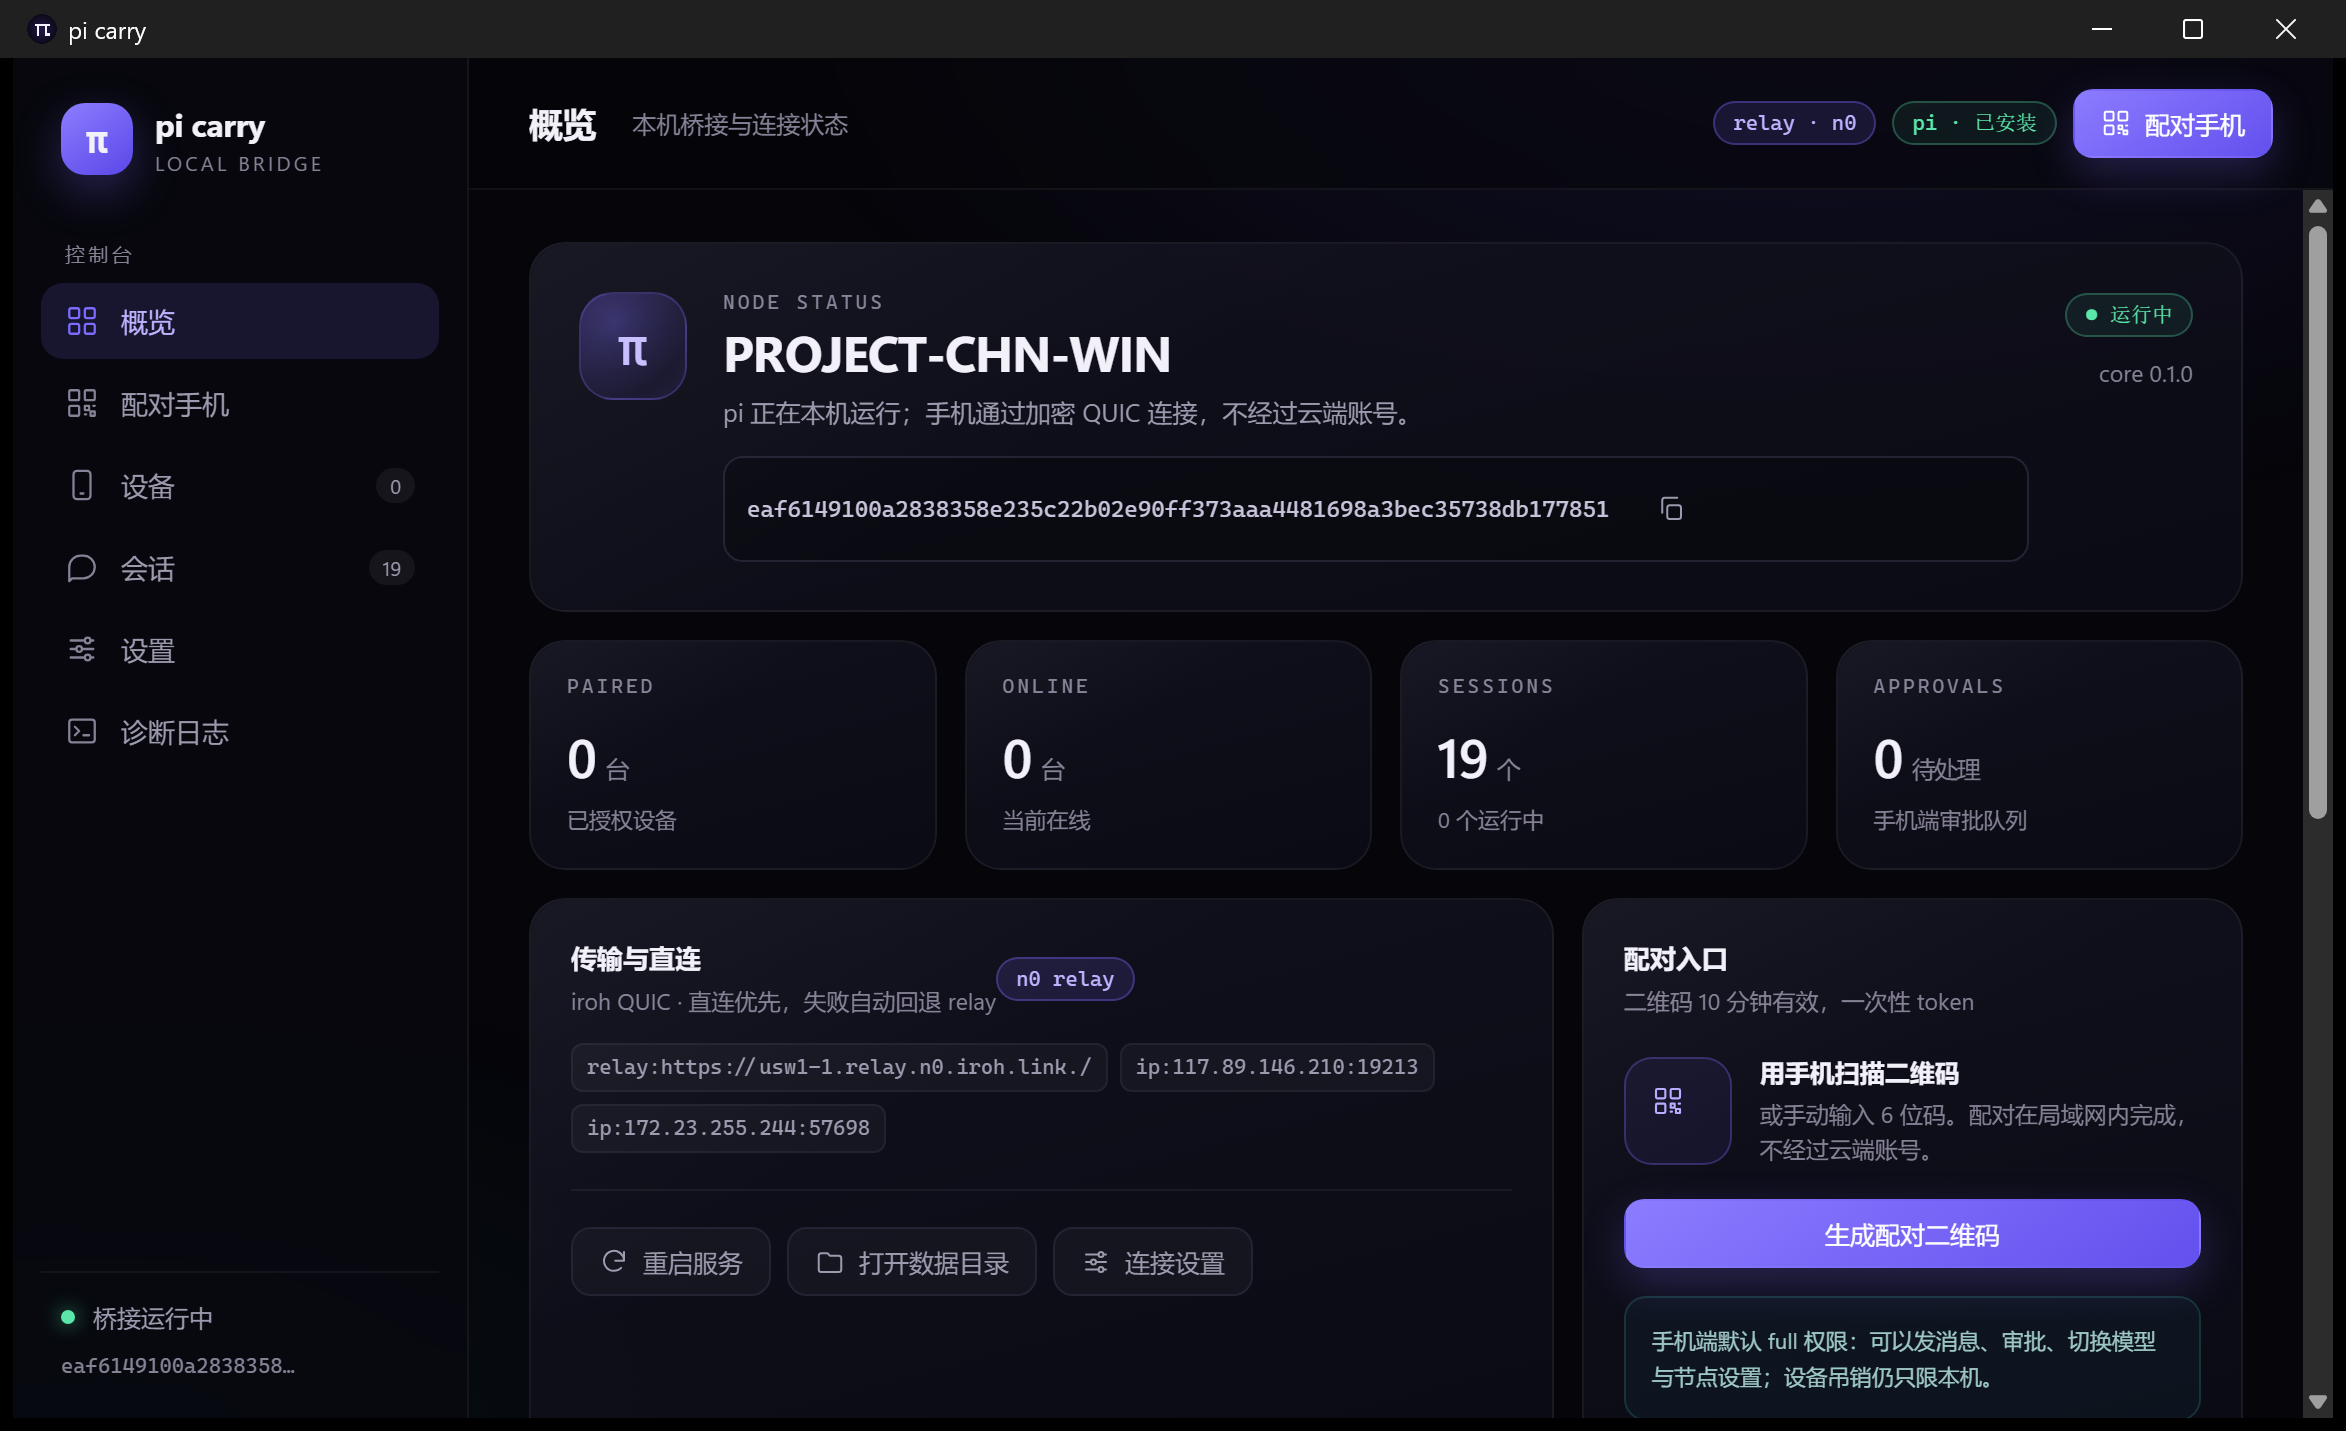 π pi carry
π
pi carry
LOCAL BRIDGE
控制台
概览
配对手机
设备 0
会话 19
设置
诊断日志
桥接运行中
eaf6149100a2838358…
概览 本机桥接与连接状态
relay · n0
pi · 已安装
配对手机
π
NODE STATUS
PROJECT-CHN-WIN
pi 正在本机运行；手机通过加密 QUIC 连接，不经过云端账号。
eaf6149100a2838358e235c22b02e90ff373aaa4481698a3bec35738db177851
运行中
core 0.1.0
PAIRED
0 台
已授权设备
ONLINE
0 台
当前在线
SESSIONS
19 个
0 个运行中
APPROVALS
0 待处理
手机端审批队列
传输与直连
iroh QUIC · 直连优先，失败自动回退 relay
n0 relay
relay:https://usw1-1.relay.n0.iroh.link./
ip:117.89.146.210:19213
ip:172.23.255.244:57698
重启服务
打开数据目录
连接设置
配对入口
二维码 10 分钟有效，一次性 token
用手机扫描二维码
或手动输入 6 位码。配对在局域网内完成，
不经过云端账号。
生成配对二维码
手机端默认 full 权限：可以发消息、审批、切换模型
与节点设置；设备吊销仍只限本机。